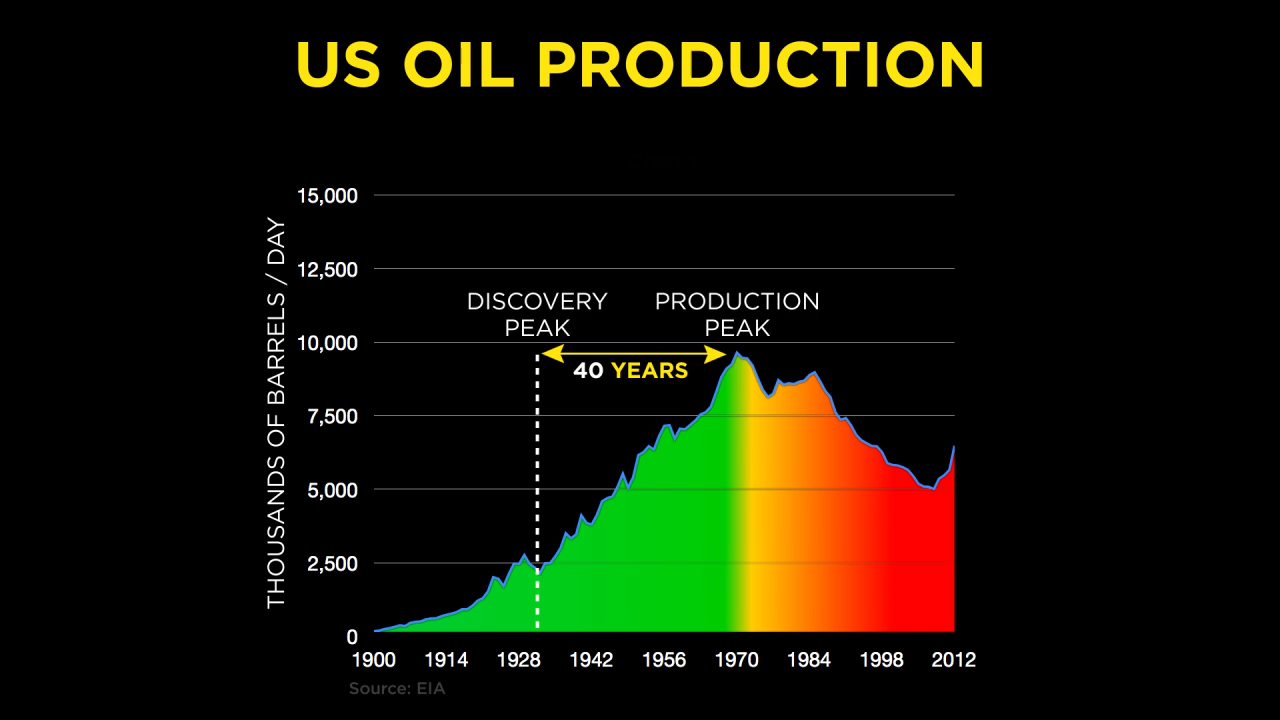 US OIL PRODUCTION
THOUSANDS OF BARRELS / DAY
15,000
12,500
10,000
7,500
5,000
2,500
0
DISCOVERY
PEAK
PRODUCTION
PEAK
40 YEARS
1900 1914 1928 1942 1956 1970 1984 1998 2012
Source: EIA